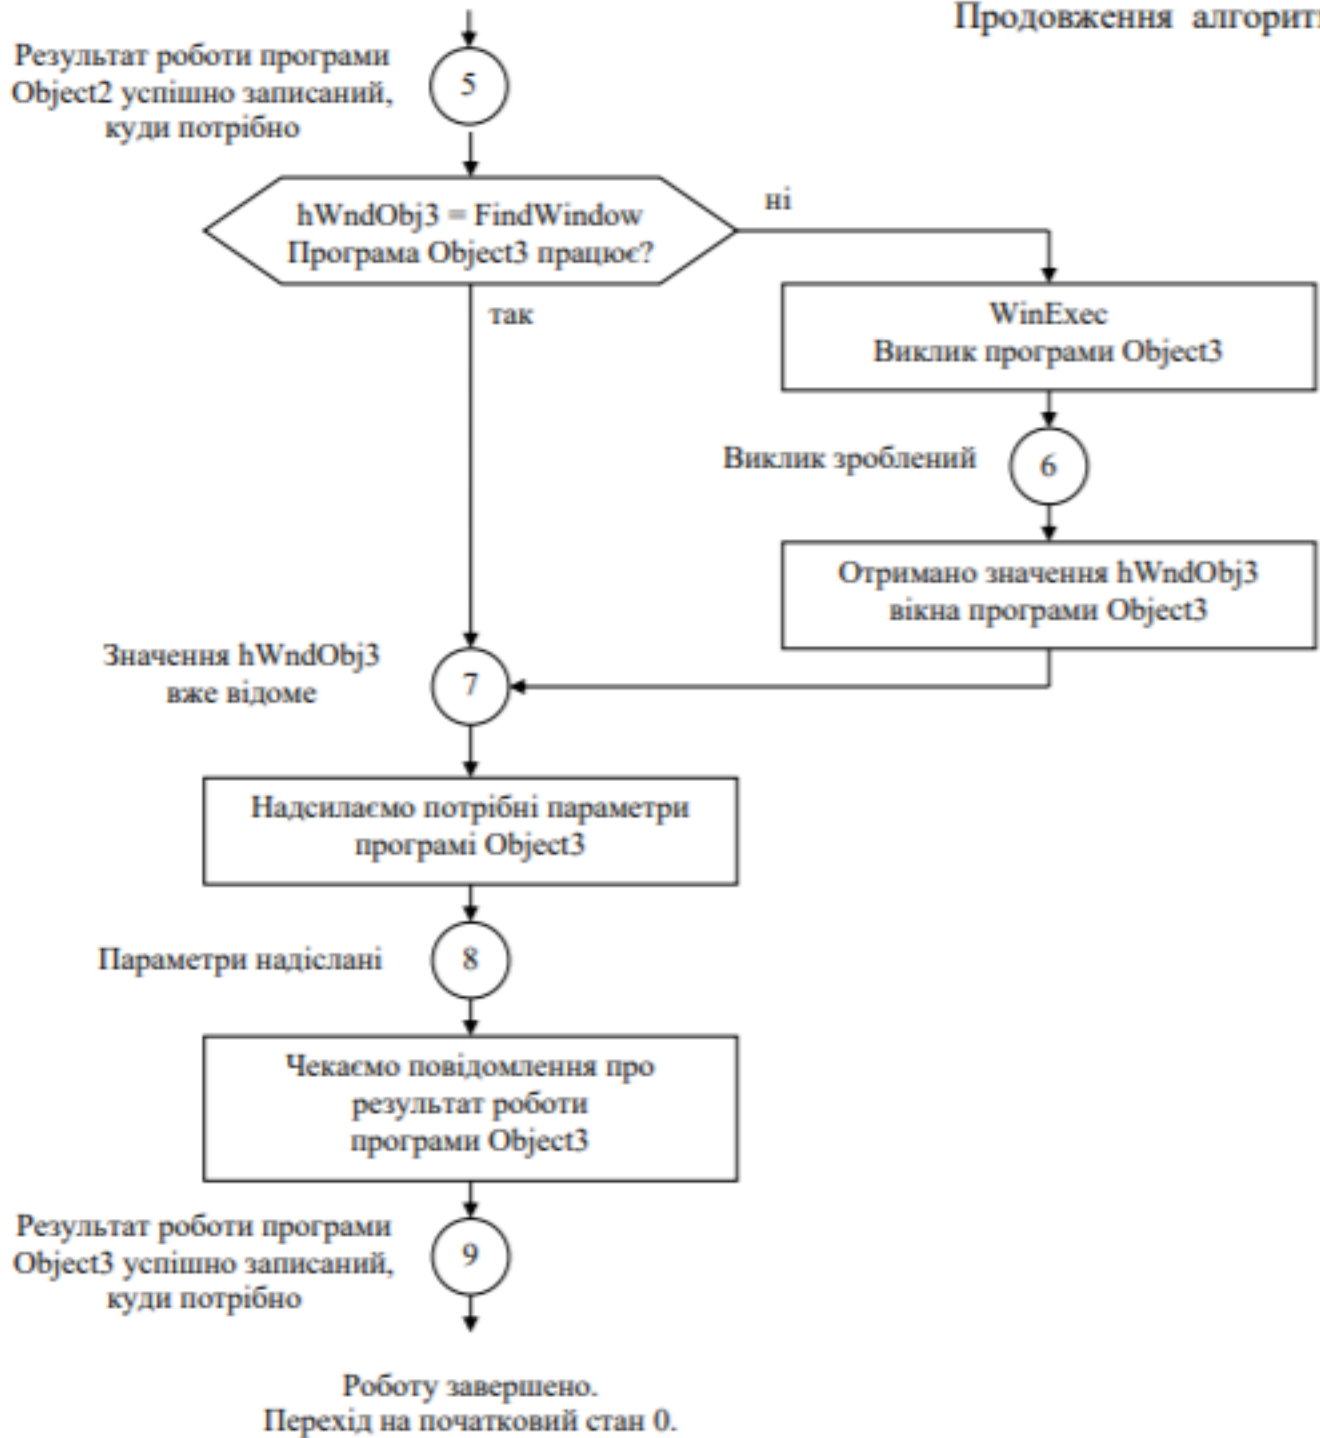 Продовження алгорит
Результат роботи програми
Object2 успішно записаний,
куди потрібно
5
hWndObj3 = FindWindow
Програма Object3 працює?
ні
так
WinExec
Виклик програми Object3
Виклик зроблений
6
Отримано значення hWndObj3
вікна програми Object3
Значення hWndObj3
вже відоме
7
Надсилаємо потрібні параметри
програмі Object3
Параметри надіслані
8
Чекаємо повідомлення про
результат роботи
програми Object3
Результат роботи програми
Object3 успішно записаний,
куди потрібно
9
Роботу завершено.
Перехід на початковий стан 0.